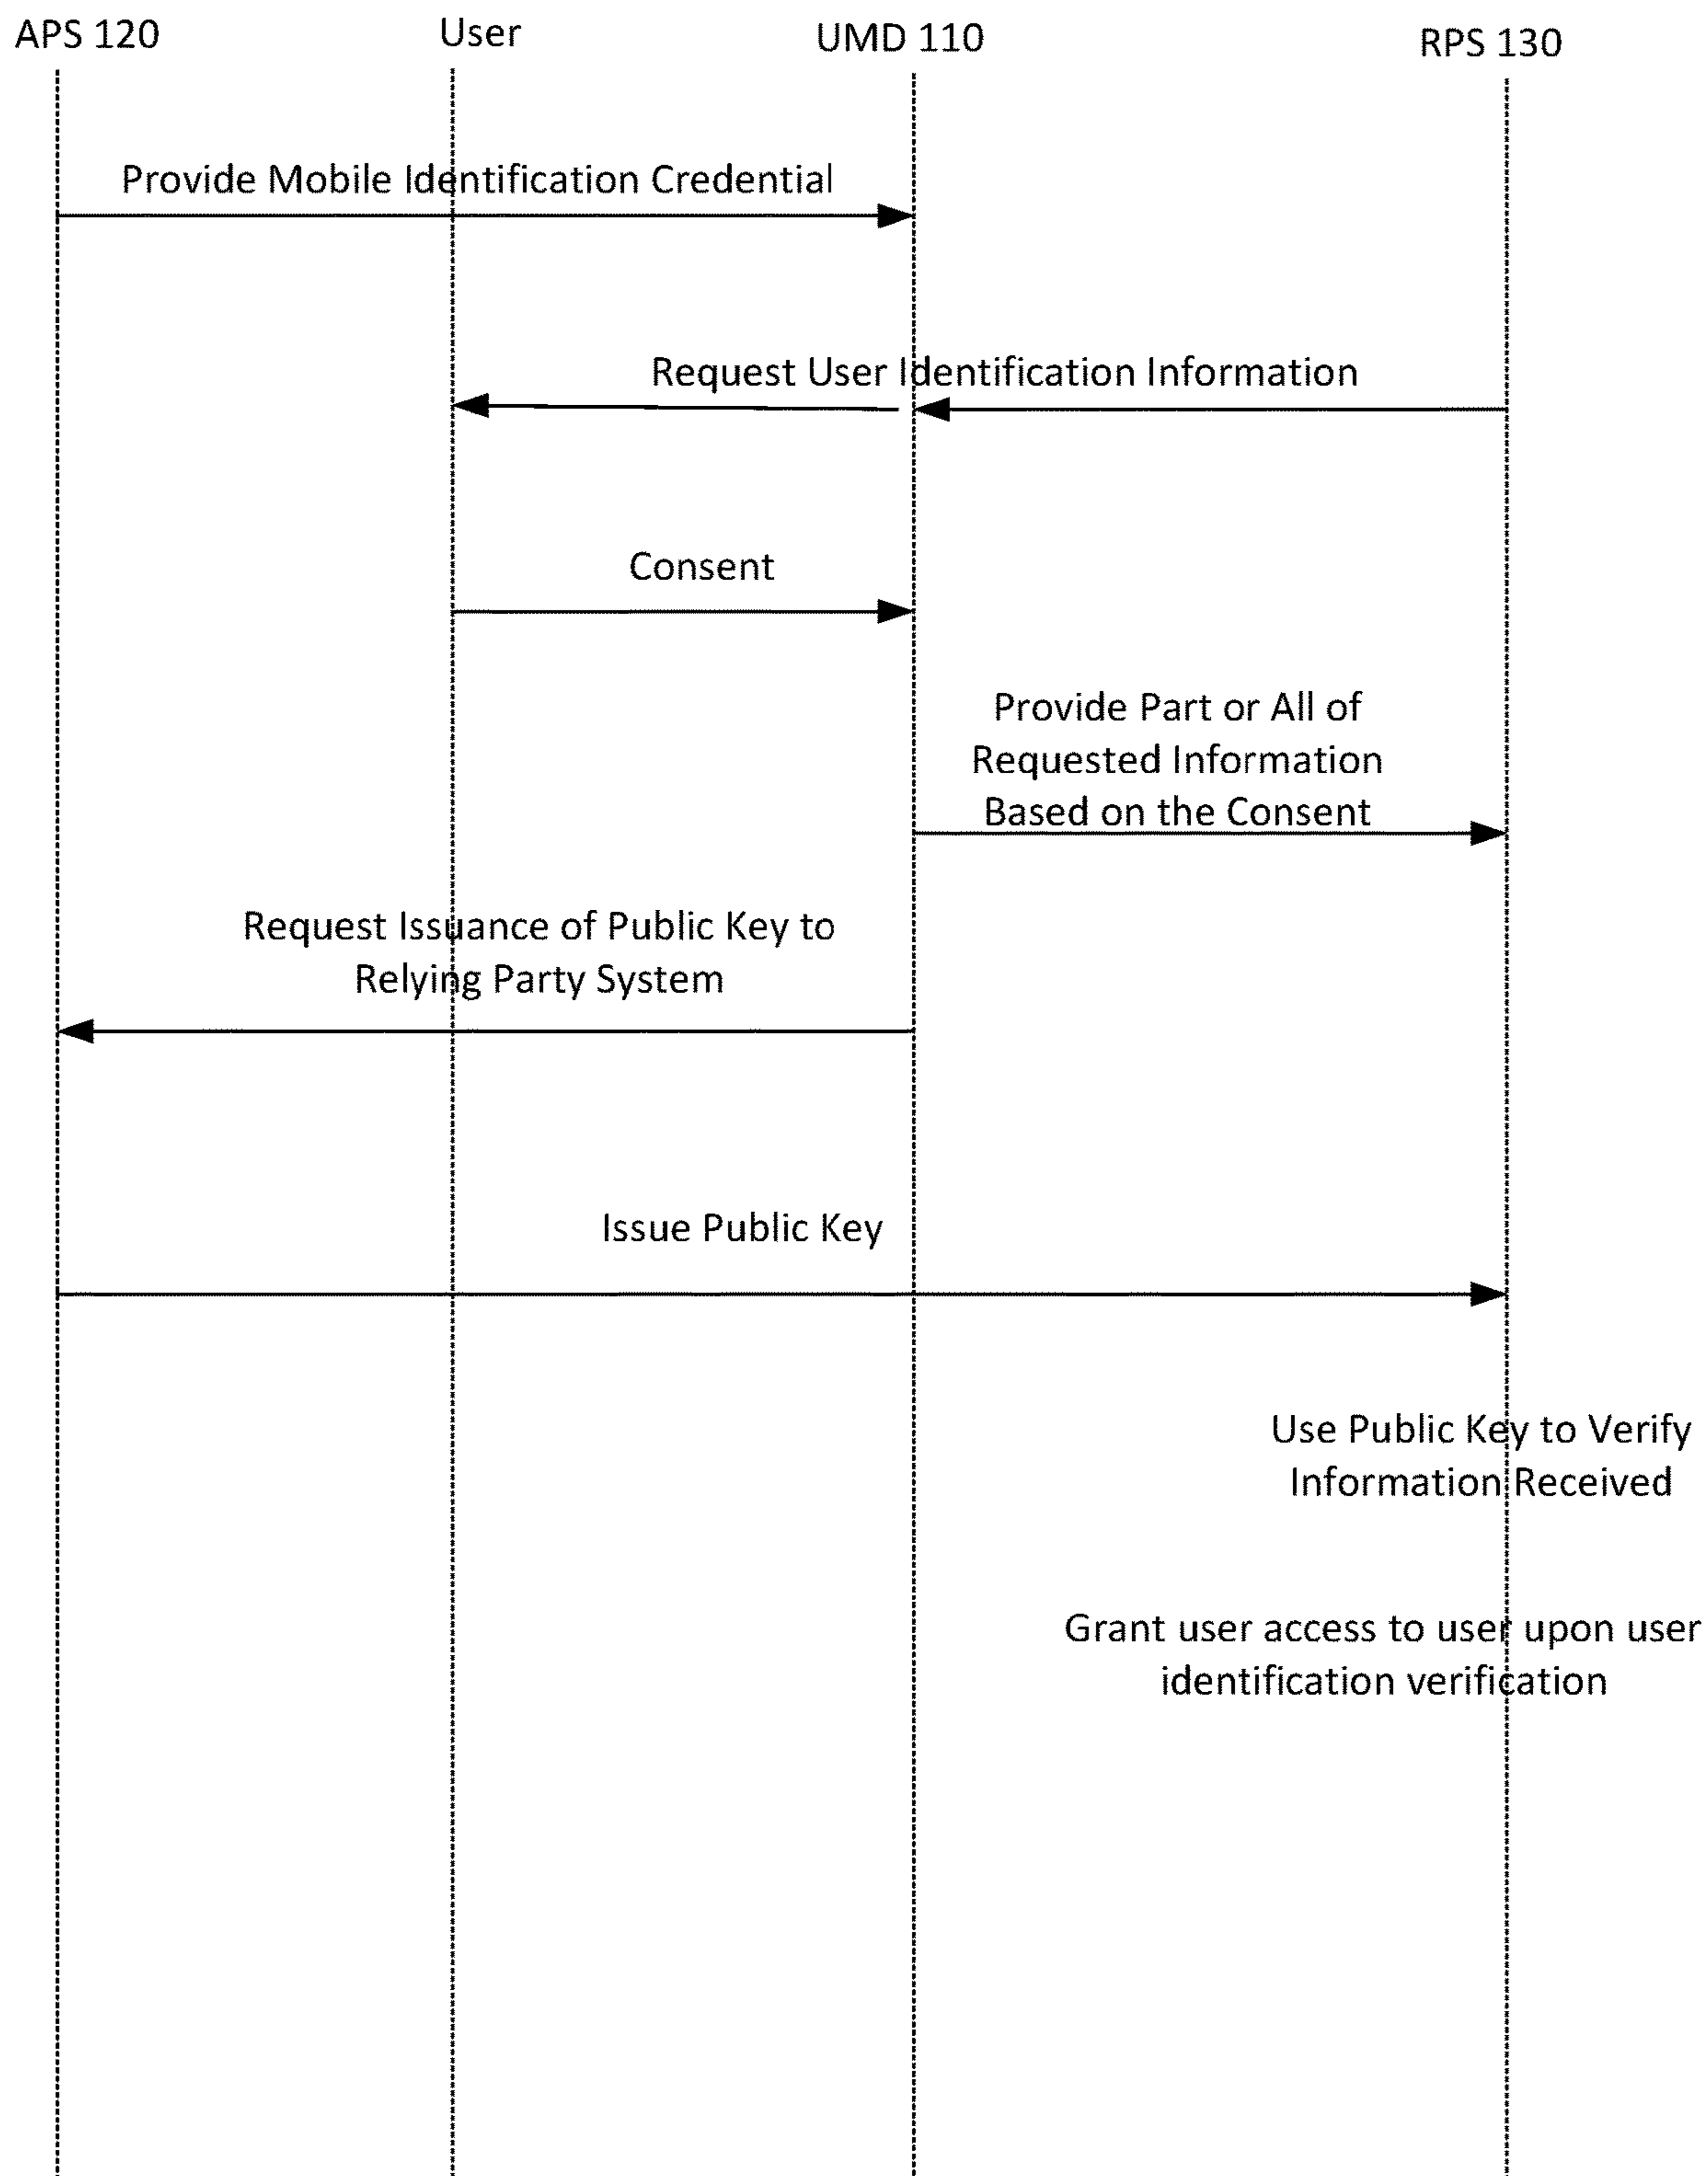 APS 120
User
UMD 110
RPS 130
Provide Mobile Identification Credential
Request User Identification Information
Consent
Provide Part or All of
Requested Information
Based on the Consent
Request Issuance of Public Key to
Relying Party System
Issue Public Key
Use Public Key to Verify
Information Received
Grant user access to user upon user
identification verification